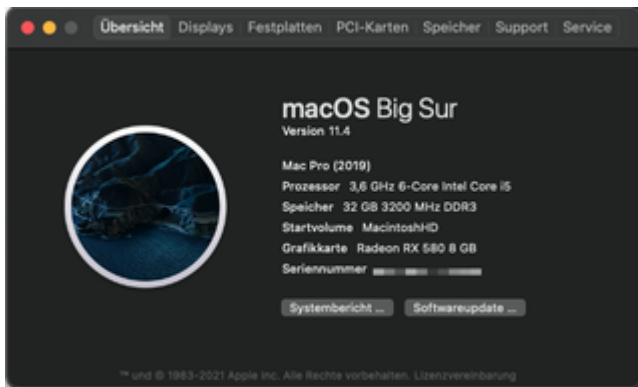 Übersicht Displays Festplatten PCI-Karten Speicher Support Service
macOS Big Sur
Version 11.4
Mac Pro (2019)
Prozessor 3,6 GHz 6-Core Intel Core i5
Speicher 32 GB 3200 MHz DDR3
Startvolume MacintoshHD
Grafikkarte Radeon RX 580 8 GB
Seriennummer
Systembericht ... Softwareupdate ...
™ und © 1983-2021 Apple Inc. Alle Rechte vorbehalten. Lizenzvereinbarung